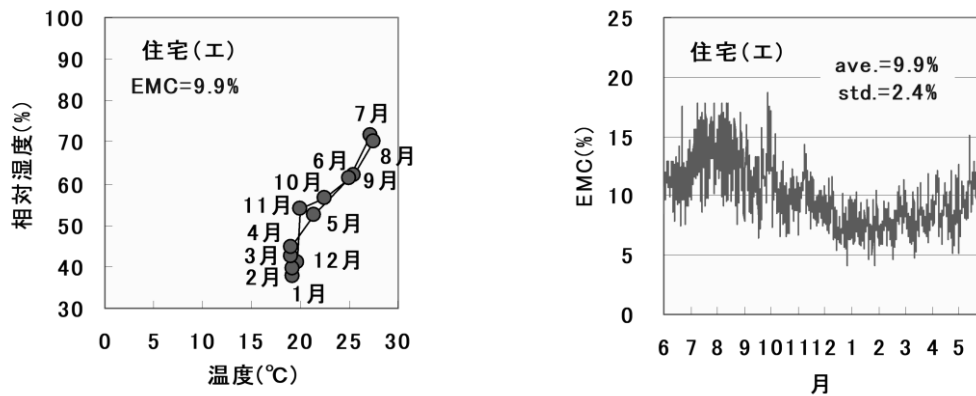 100
90
80
70
60
50
40
30
相対湿度(%)
住宅(エ)
EMC=9.9%
7月
8月
6月
9月
10月
11月
5月
4月
3月
12月
2月
1月
0 5 10 15 20 25 30
温度(℃)
25
20
15
10
5
0
EMC(%)
住宅(エ)
ave.=9.9%
std.=2.4%
6 7 8 9 10 11 12 1 2 3 4 5
月